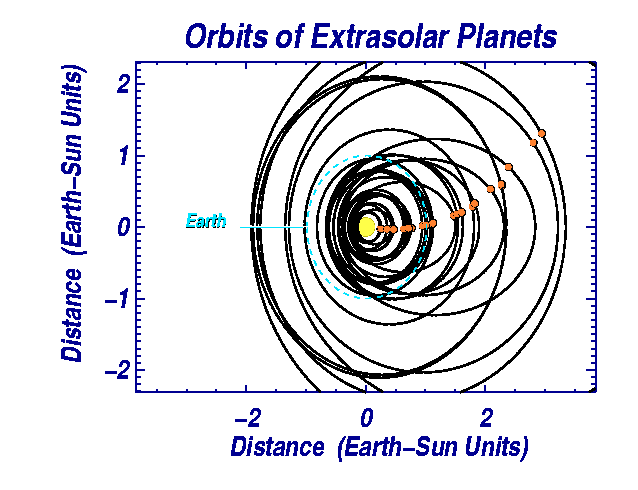 Orbits of Extrasolar Planets
Distance (Earth-Sun Units)
2
1
0
-1
-2
Earth
-2 0 2
Distance (Earth-Sun Units)